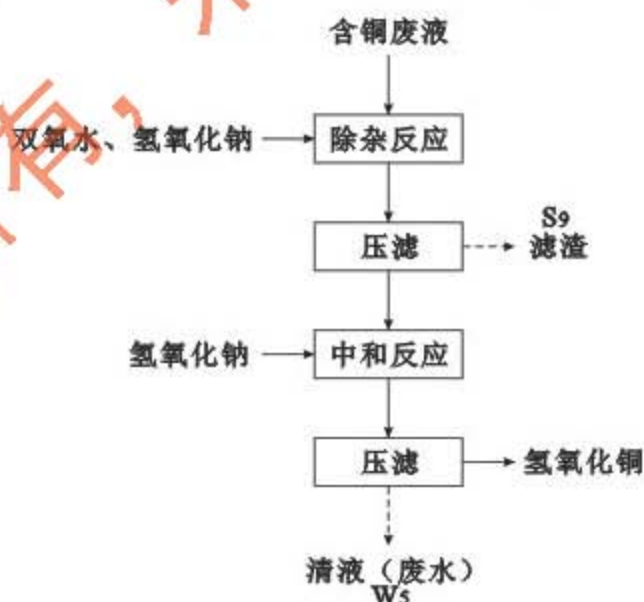 含铜废液
双氧水、氢氧化钠
除杂反应
压滤
S9
滤渣
氢氧化钠
中和反应
压滤
氢氧化铜
清液（废水）
W5
有，